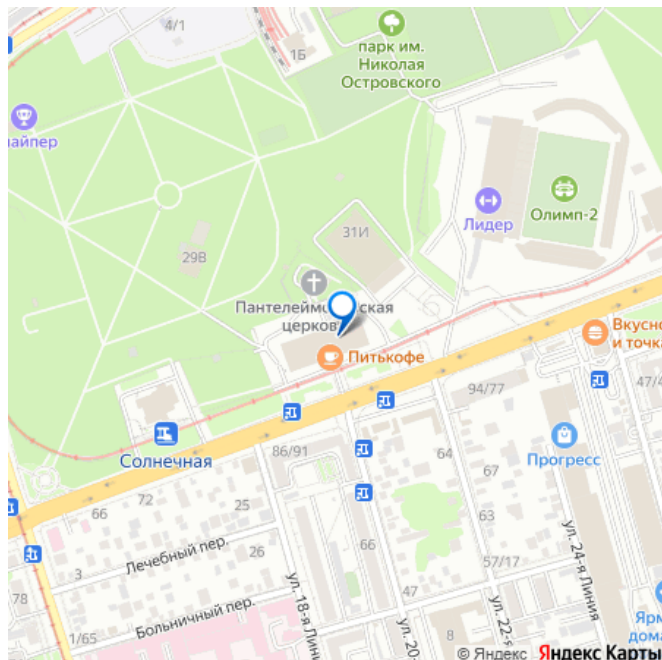 4/1
1Б
парк им.
Николая
Островского
найпер
Лидер
Олимп-2
31И
29В
Пантелеймо
ская
церковь
Питькофе
Вкусно
и точка
47/4
94/77
Солнечная
86/91
64
67
Прогресс
72
66
25
63
Лечебный пер.
26
66
57/17
3
47
78
Больничный пер.
1/65
8
ул. 18-я Лини
ул. 20-
ул. 22-я
ул. 24-я Линия
Ярм
дома
© Яндекс Яндекс Карты